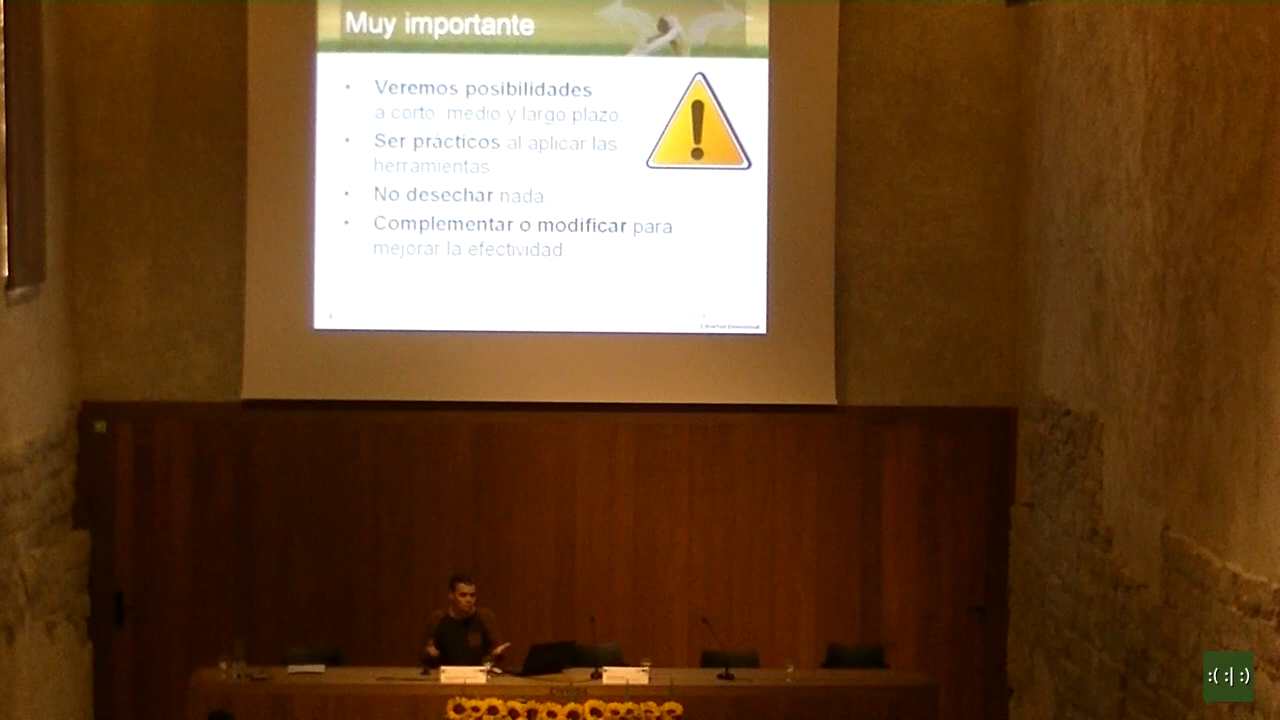 Muy importante
Veremos posibilidades
a corto, medio y largo plazo.
Ser prácticos al aplicar las
herramientas
No desechar nada.
Complementar o modificar para
mejorar la efectividad
:( :| :)